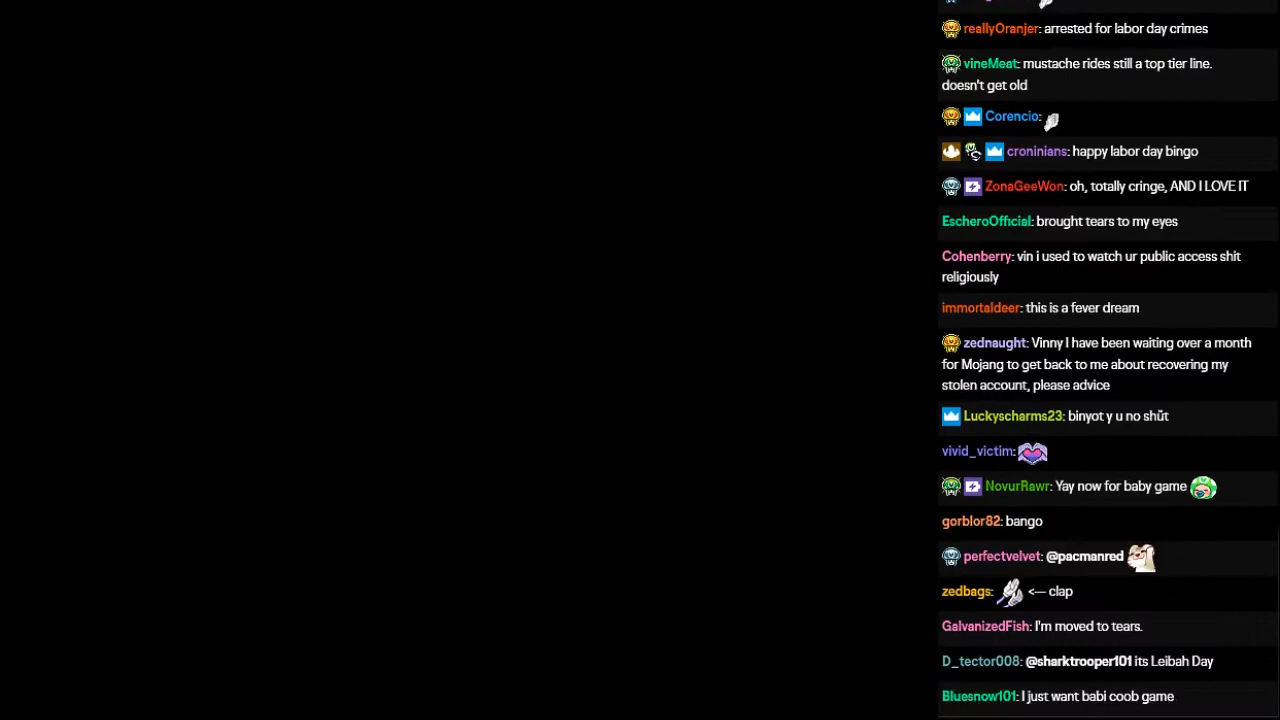 reallyOranjer: arrested for labor day crimes
vineMeat: mustache rides still a top tier line.
doesn't get old
Corencio:
croninians: happy labor day bingo
ZonaGeeWon: oh, totally cringe, AND I LOVE IT
EscheroOfficial: brought tears to my eyes
Cohenberry: vin i used to watch ur public access shit
religiously
immortaldeer: this is a fever dream
zednaught: Vinny I have been waiting over a month
for Mojang to get back to me about recovering my
stolen account, please advice
Luckyscharms23: binyot y u no shŭt
vivid_victim:
NovurRawr: Yay now for baby game
gorblor82: bango
perfectvelvet: @pacmanred
zedbags: <--- clap
GalvanizedFish: I'm moved to tears.
D_tector008: @sharktrooper101 its Leibah Day
Bluesnow101: I just want babi coob game